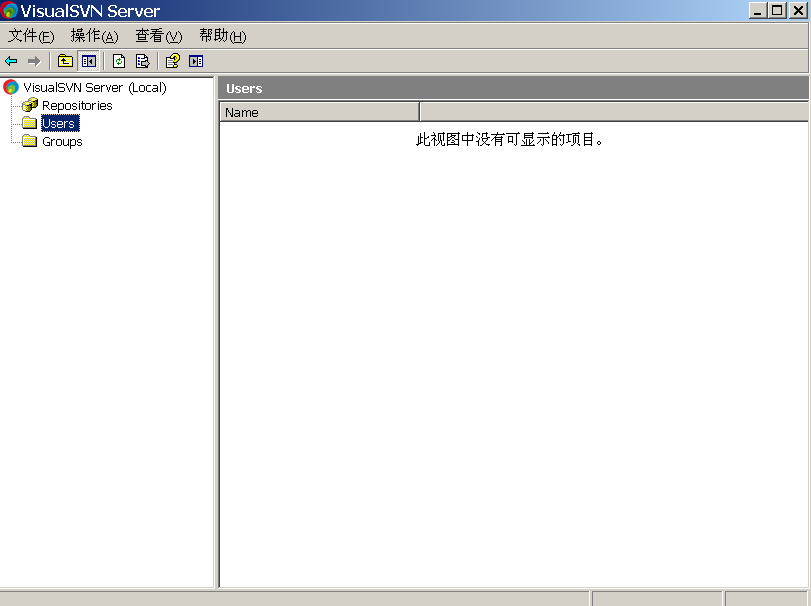 VisualSVN Server
文件(F) 操作(A) 查看(V) 帮助(H)
VisualSVN Server (Local)
Repositories
Users
Groups
Users
Name
此视图中没有可显示的项目。